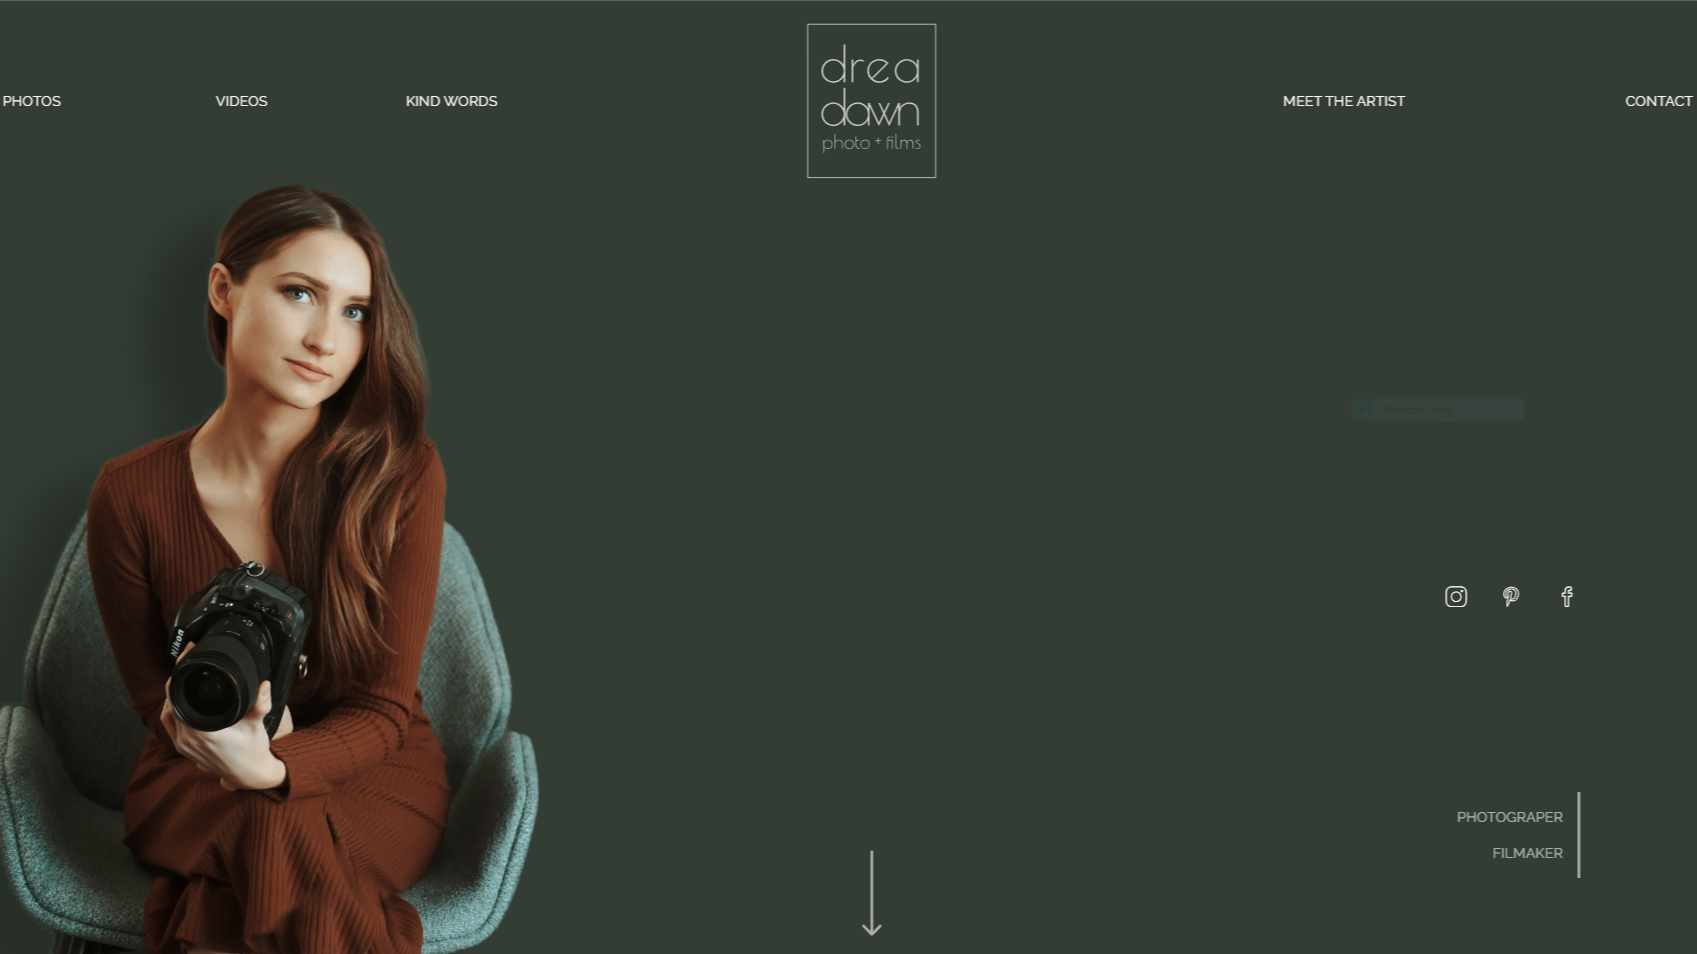 PHOTOS
VIDEOS
KIND WORDS
drea
dawn
photo + films
MEET THE ARTIST
CONTACT
Window Snip
Nikon
PHOTOGRAPER
FILMAKER